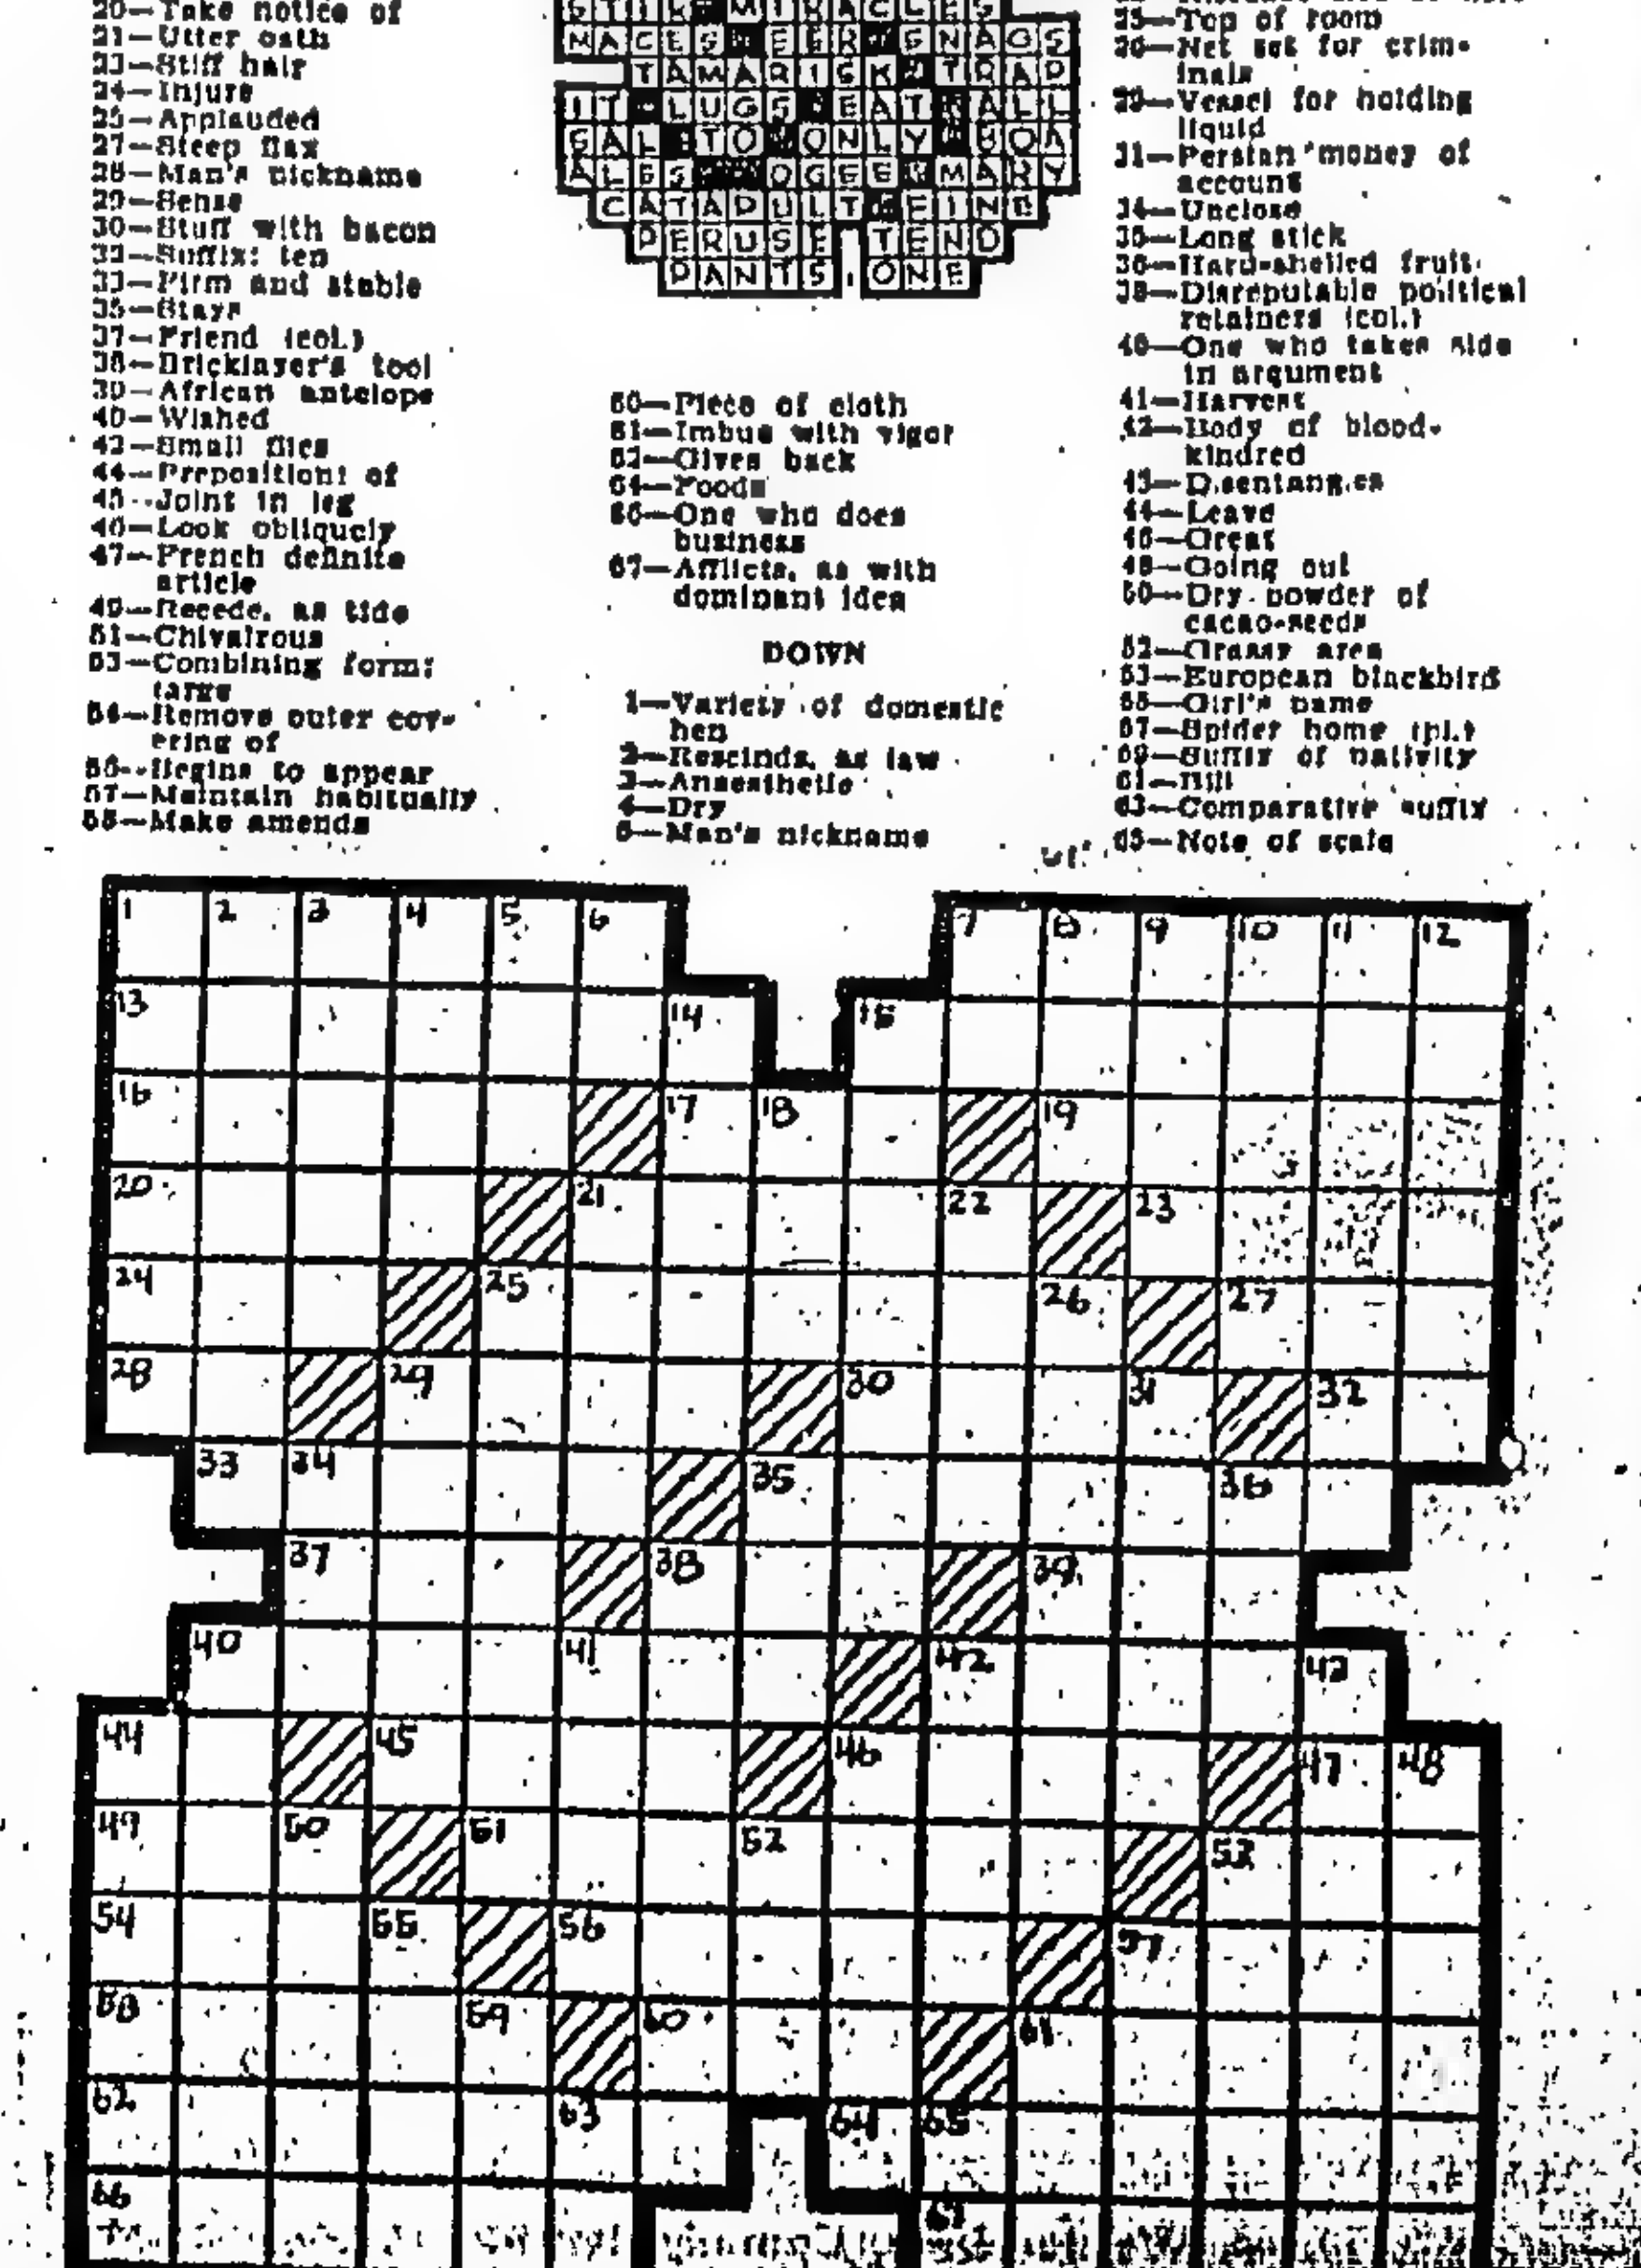 20—Take notice of
21—Utter oath
23—Stiff hair
24—Injure
25—Applauded
27—Steep flax
28—Man's nickname
29—Sense
30—Stuff with bacon
32—Suffix: ten
33—Firm and stable
35—Stays
37—Friend (col.)
38—Bricklayer's tool
39—African antelope
40—Wished
42—Small flies
44—Preposition: of
45—Joint in leg
46—Look obliquely
47—French definite
article
49—Recede, as tide
51—Chivalrous
53—Combining form:
large
54—Remove outer cov-
ering of
56—Begins to appear
57—Maintain habitually
58—Make amends
STIR MIRACLES
NACES EER SNAGS
TAMARISK TRAP
IT LUGS EAT ALL
SAL TO ONLY BOA
ALES OGEE MARY
CATAPULT FINE
PERUSE TEND
PANTS ONE
60—Piece of cloth
61—Imbue with vigor
62—Gives back
64—Foods
66—One who does
business
67—Afflicts, as with
dominant idea
DOWN
1—Variety of domestic
hen
2—Rescinds, as law
3—Anaesthetic
4—Dry
5—Man's nickname
25—Top of room
26—Net set for crim-
inals
29—Vessel for holding
liquid
31—Persian money of
account
34—Unclose
35—Long stick
36—Hard-shelled fruit
38—Disreputable political
retainers (col.)
40—One who takes side
in argument
41—Harvest
42—Body of blood-
kindred
43—Disentangles
44—Leave
46—Great
48—Going out
50—Dry powder of
cacao-seeds
52—Grassy area
53—European blackbird
55—Girl's name
57—Spider home (pl.)
59—Suffix of nativity
61—Bill
63—Comparative suffix
65—Note of scale
1 2 3 4 5 6 7 8 9 10 11 12
13 14 15
16 17 18 19
20 21 22 23
24 25 26 27
28 29 30 31 32
33 34 35 36
37 38 39
40 41 42 43
44 45 46 47 48
49 50 51 52 53
54 55 56 57
58 59 60 61
62 63 64 65
66 67